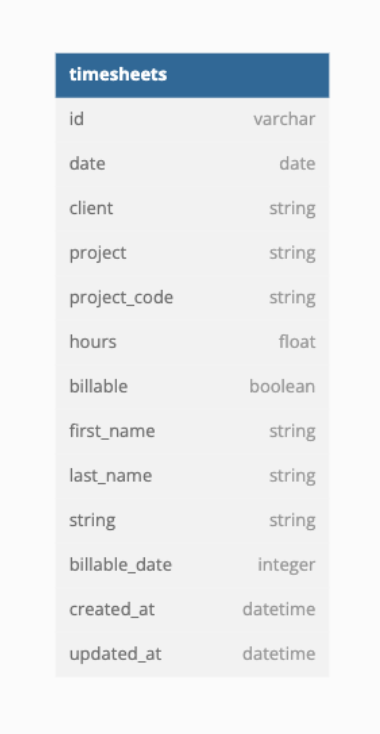 timesheets
id varchar
date date
client string
project string
project_code string
hours float
billable boolean
first_name string
last_name string
string string
billable_date integer
created_at datetime
updated_at datetime